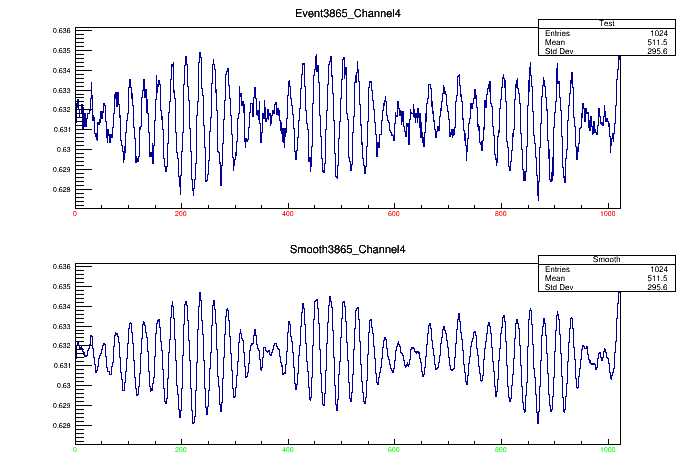 Event3865_Channel4
Test
Entries 1024
Mean 511.5
Std Dev 295.6
0.636
0.635
0.634
0.633
0.632
0.631
0.63
0.629
0.628
0 200 400 600 800 1000
Smooth3865_Channel4
Smooth
Entries 1024
Mean 511.5
Std Dev 295.6
0.636
0.635
0.634
0.633
0.632
0.631
0.63
0.629
0.628
0 200 400 600 800 1000